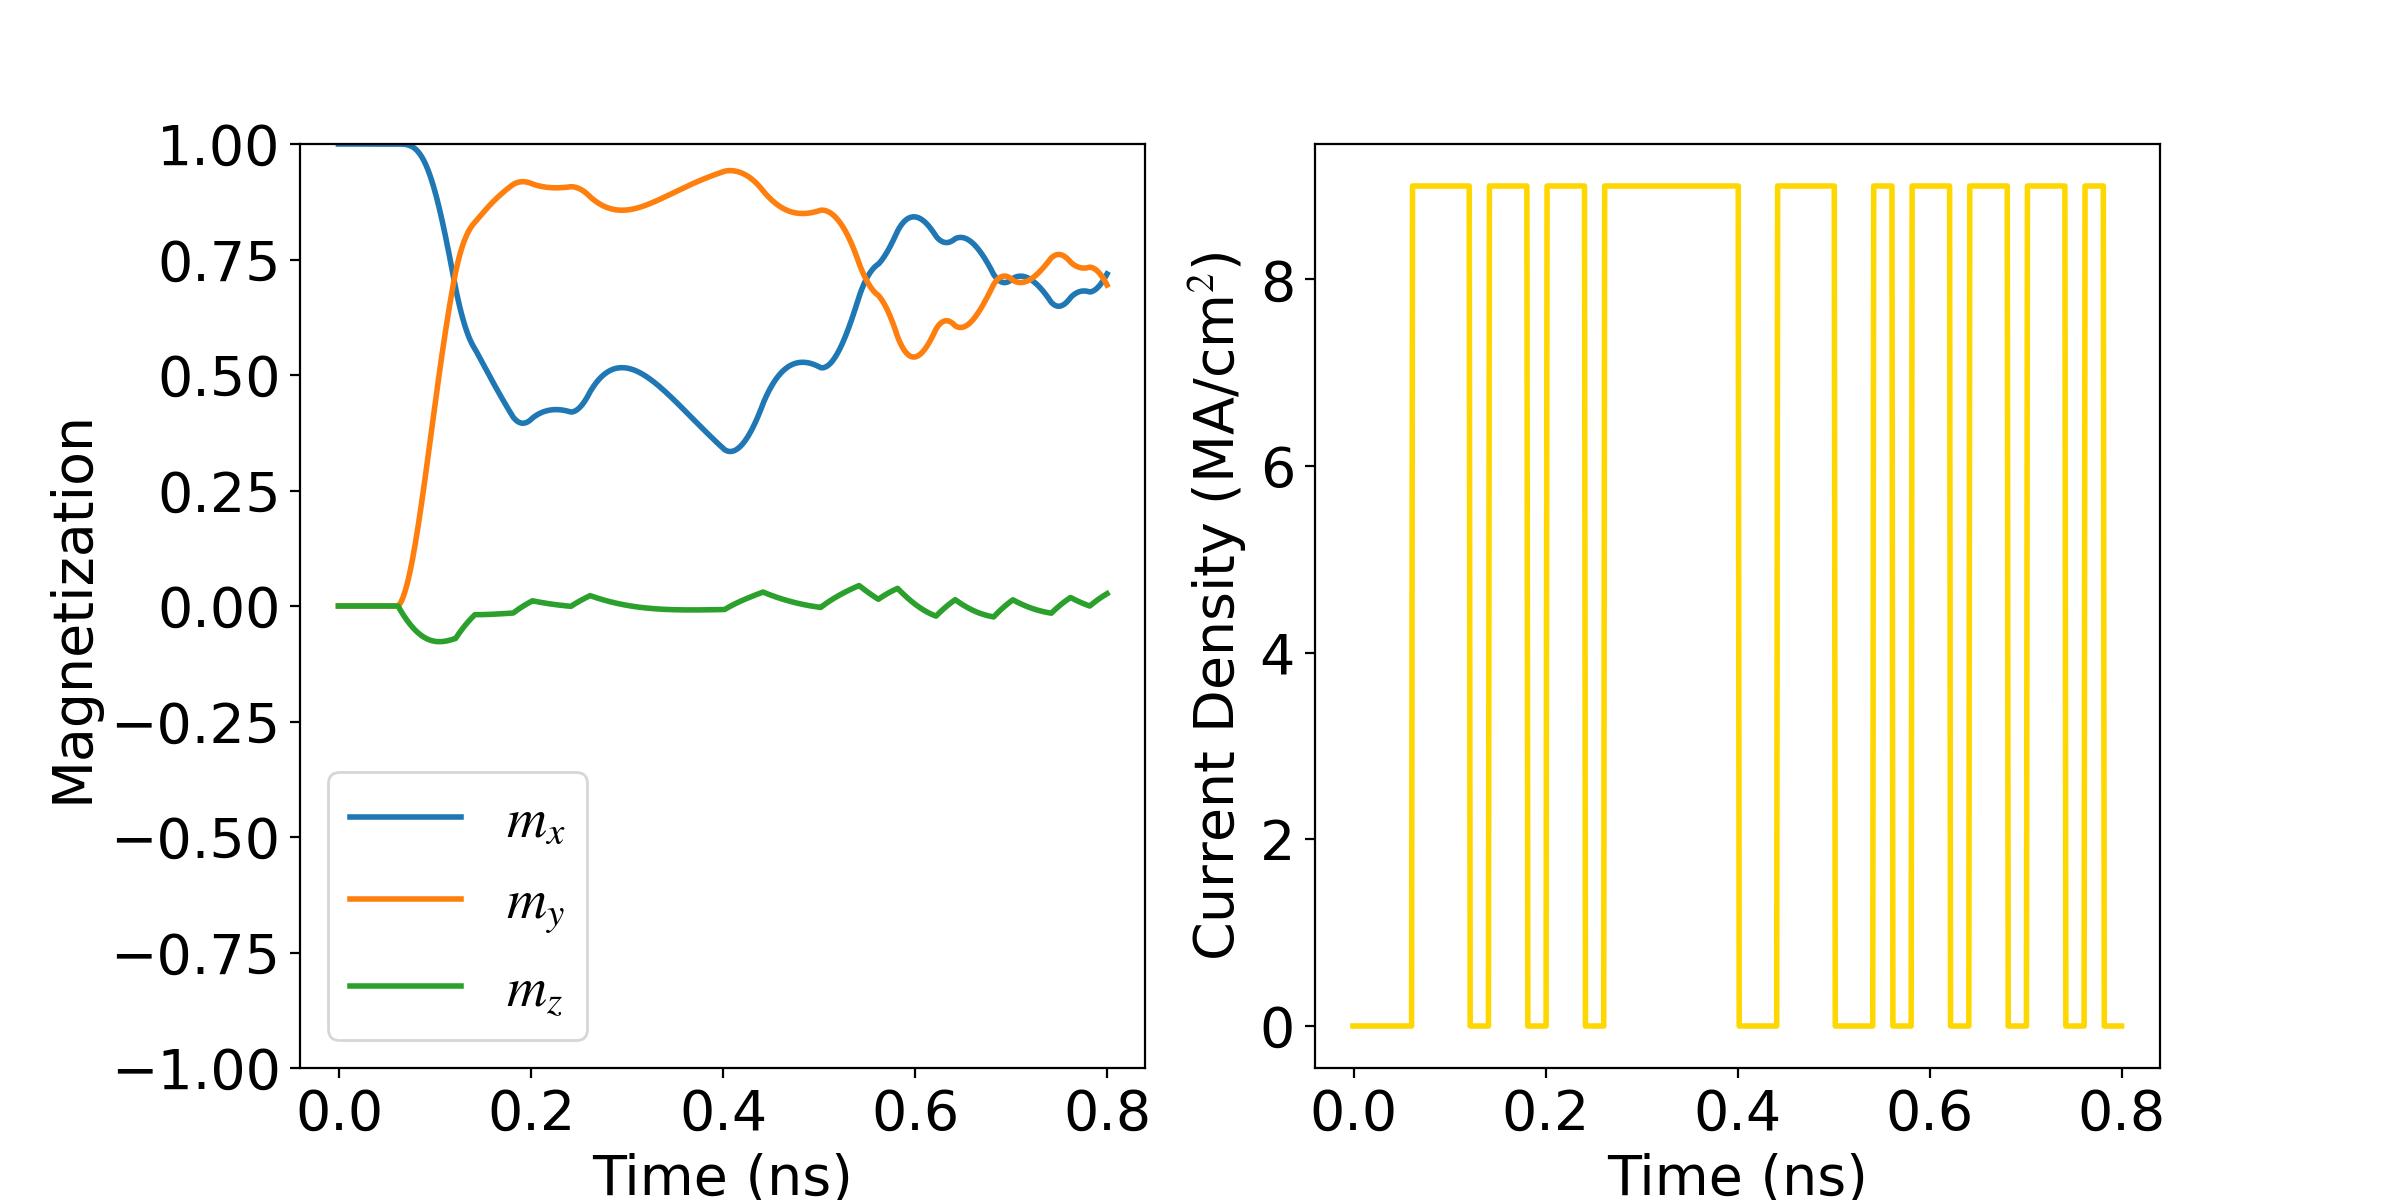 1.00
0.75
0.50
0.25
0.00
−0.25
−0.50
−0.75
−1.00
Magnetization
m_x
m_y
m_z
0.0 0.2 0.4 0.6 0.8
Time (ns)
Current Density (MA/cm²)
8
6
4
2
0
0.0 0.2 0.4 0.6 0.8
Time (ns)